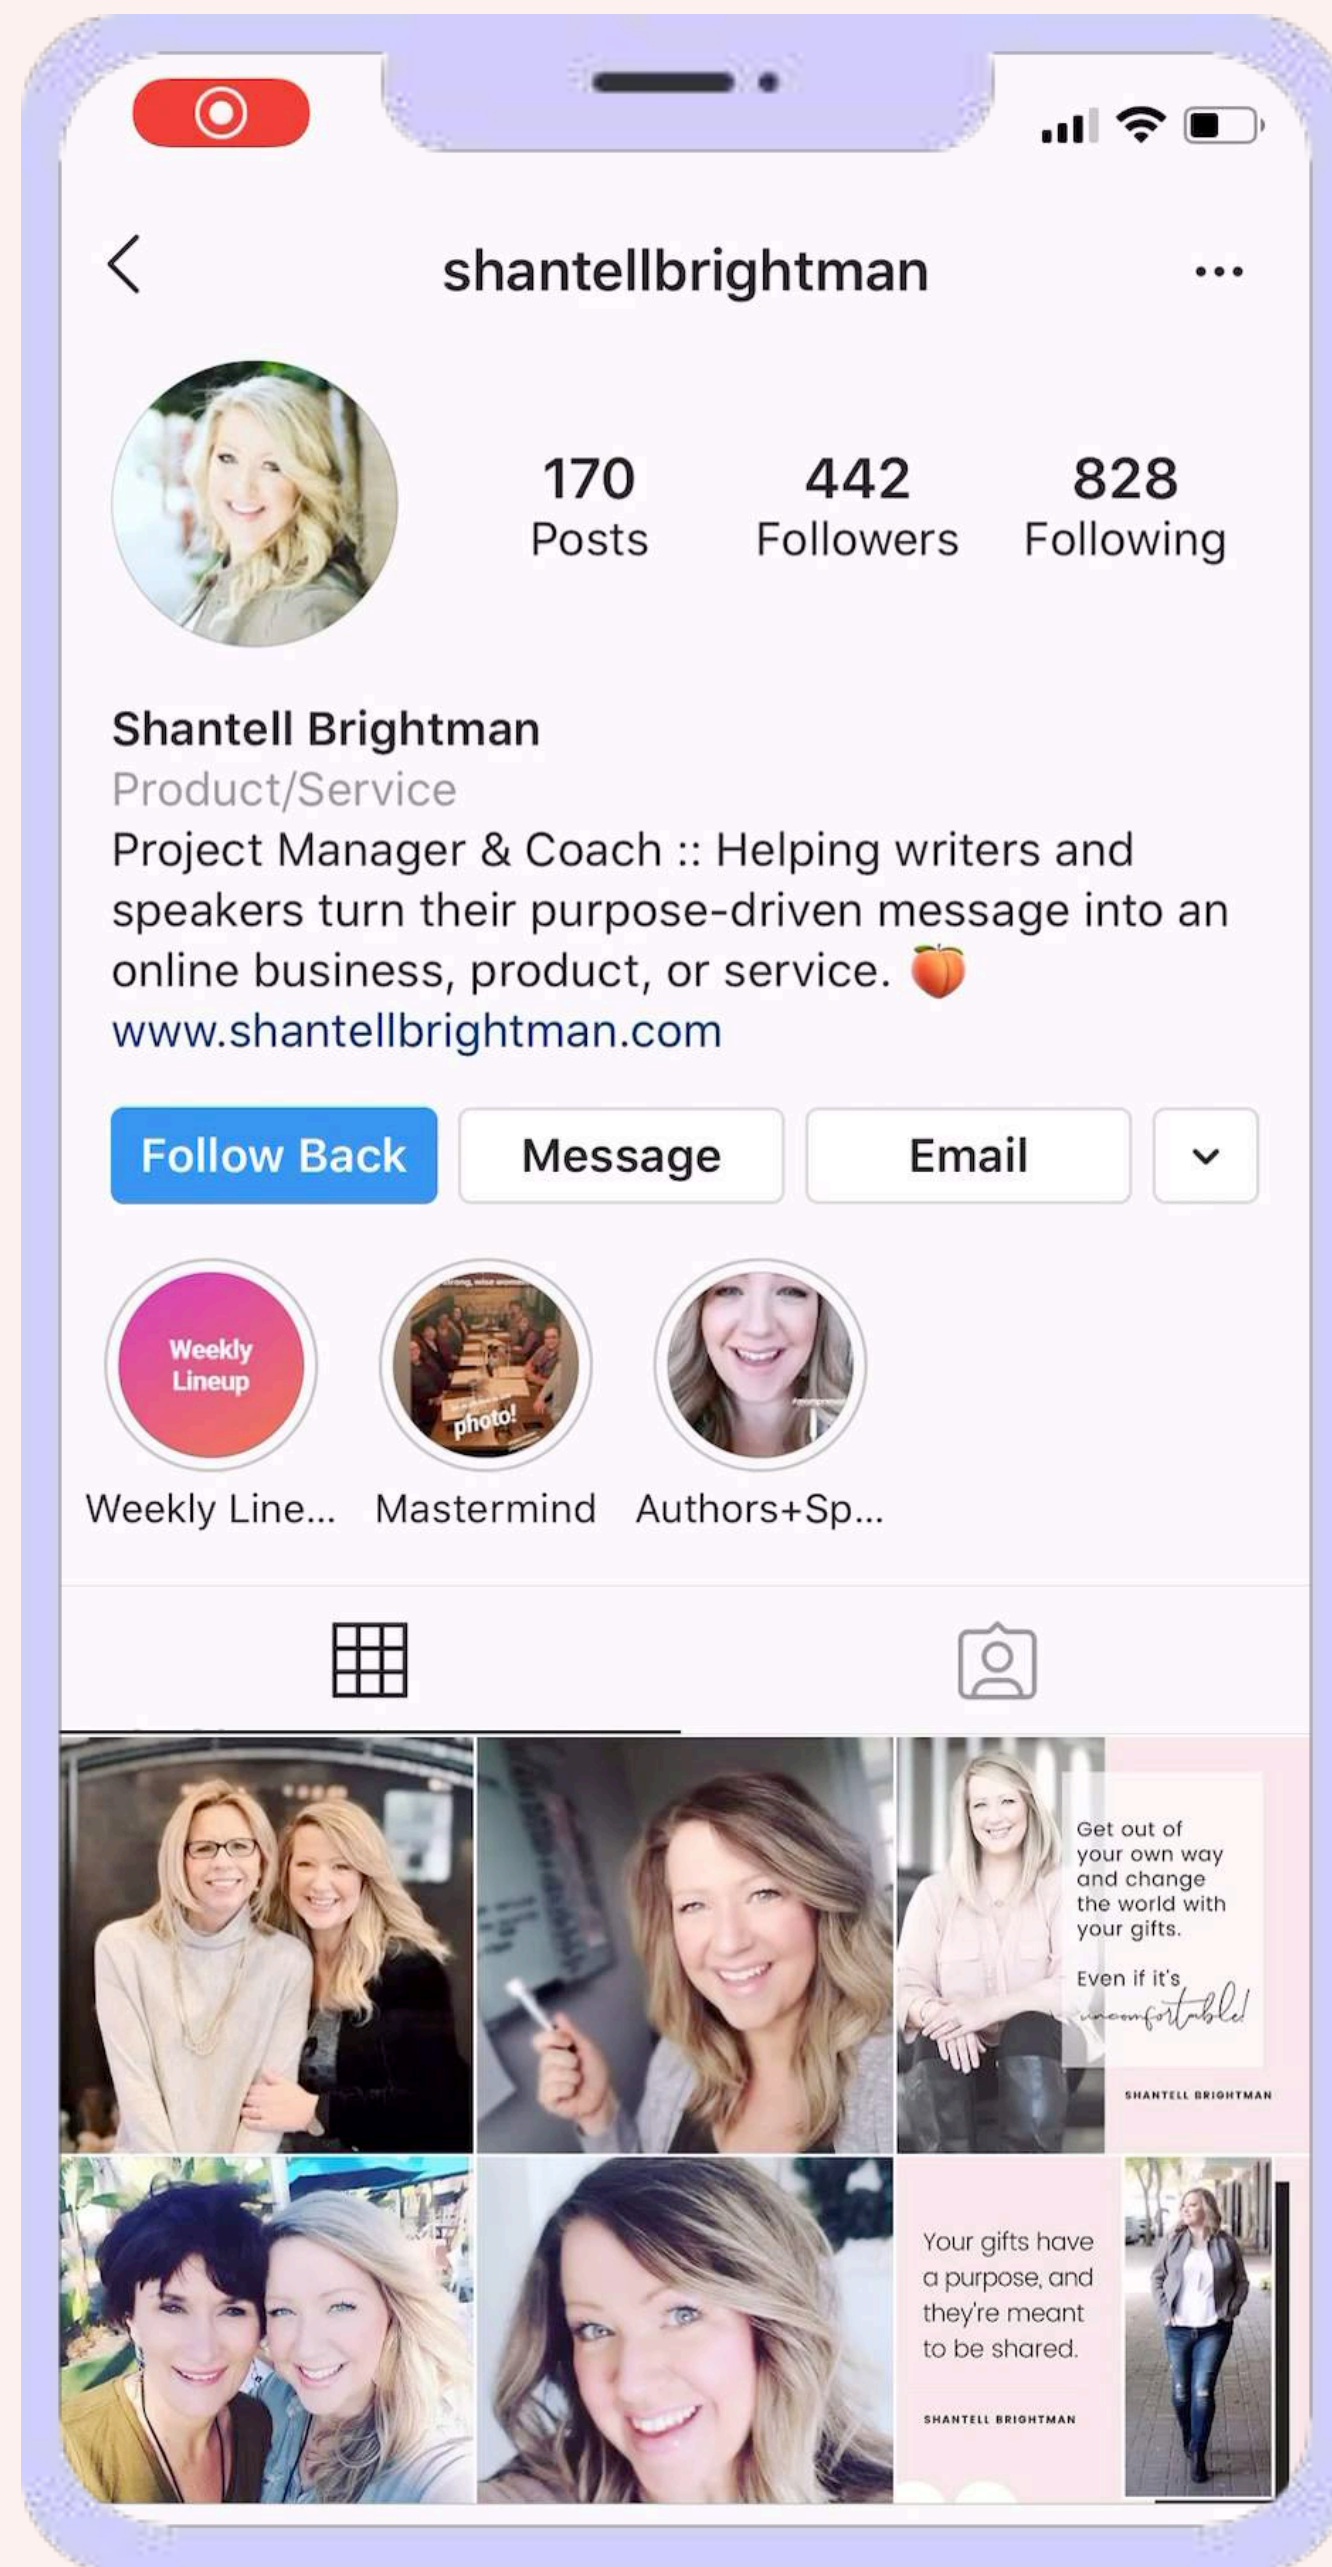 shantellbrightman
170
Posts
442
Followers
828
Following
Shantell Brightman
Product/Service
Project Manager & Coach :: Helping writers and
speakers turn their purpose-driven message into an
online business, product, or service. 🍑
www.shantellbrightman.com
Follow Back
Message
Email
Weekly
Lineup
strong, wise women
photo!
Weekly Line...
Mastermind
Authors+Sp...
Get out of
your own way
and change
the world with
your gifts.
Even if it's
uncomfortable!
SHANTELL BRIGHTMAN
Your gifts have
a purpose, and
they're meant
to be shared.
SHANTELL BRIGHTMAN